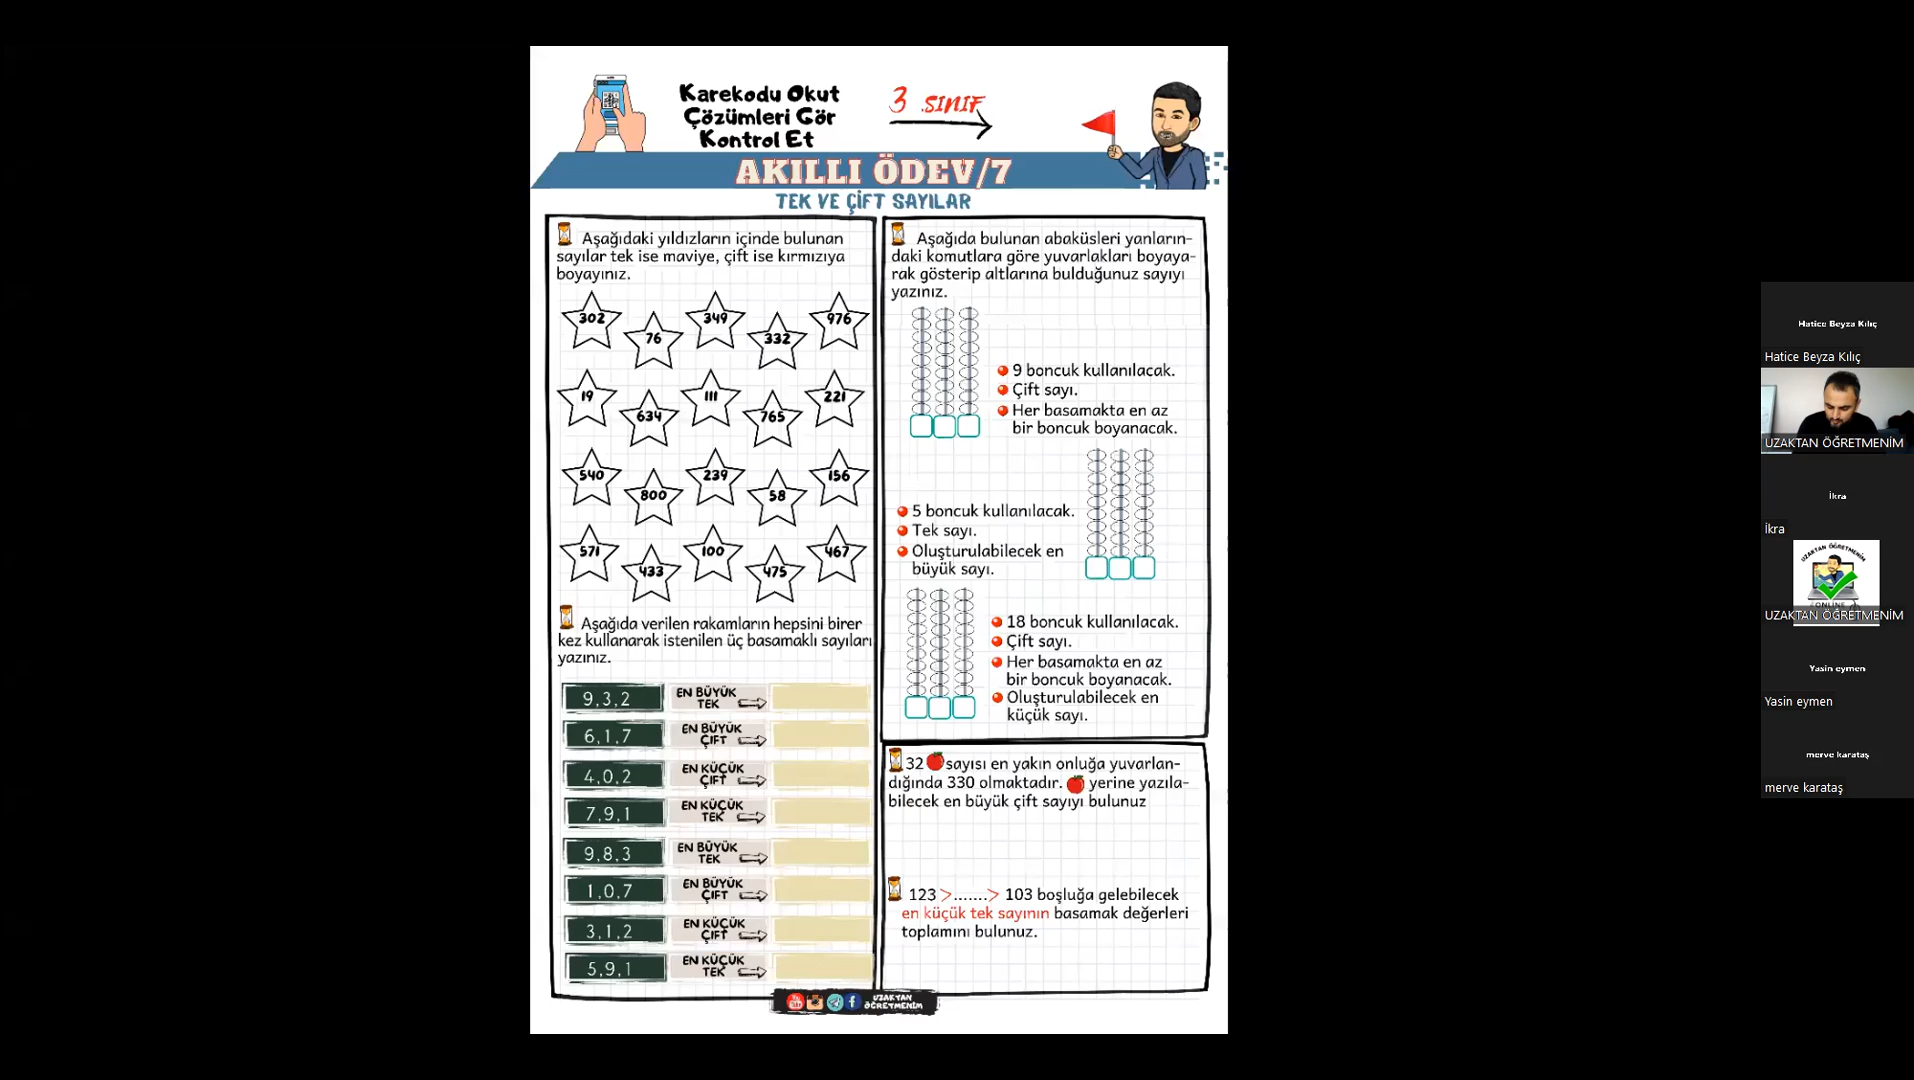 Karekodu Okut
Çözümleri Gör
Kontrol Et
3 .SINIF
AKILLI ÖDEV/7
TEK VE ÇİFT SAYILAR
Aşağıdaki yıldızların içinde bulunan
sayılar tek ise maviye, çift ise kırmızıya
boyayınız.
302
76
349
332
976
19
634
111
765
221
540
800
239
58
156
571
433
100
475
467
Aşağıda verilen rakamların hepsini birer
kez kullanarak istenilen üç basamaklı sayıları
yazınız.
9,3,2
EN BÜYÜK
TEK
6,1,7
EN BÜYÜK
ÇİFT
4,0,2
EN KÜÇÜK
ÇİFT
7,9,1
EN KÜÇÜK
TEK
9,8,3
EN BÜYÜK
TEK
1,0,7
EN BÜYÜK
ÇİFT
3,1,2
EN KÜÇÜK
ÇİFT
5,9,1
EN KÜÇÜK
TEK
Aşağıda bulunan abaküsleri yanların-
daki komutlara göre yuvarlakları boyaya-
rak gösterip altlarına bulduğunuz sayıyı
yazınız.
9 boncuk kullanılacak.
Çift sayı.
Her basamakta en az
bir boncuk boyanacak.
5 boncuk kullanılacak.
Tek sayı.
Oluşturulabilecek en
büyük sayı.
18 boncuk kullanılacak.
Çift sayı.
Her basamakta en az
bir boncuk boyanacak.
Oluşturulabilecek en
küçük sayı.
32 sayısı en yakın onluğa yuvarlan-
dığında 330 olmaktadır. yerine yazıla-
bilecek en büyük çift sayıyı bulunuz
123 >.......> 103 boşluğa gelebilecek
en küçük tek sayının basamak değerleri
toplamını bulunuz.
UZAKTAN
ÖĞRETMENİM
Hatice Beyza Kılıç
Hatice Beyza Kılıç
UZAKTAN ÖĞRETMENİM
İkra
İkra
UZAKTAN ÖĞRETMENİM
ONLINE
UZAKTAN ÖĞRETMENİM
Yasin eymen
Yasin eymen
merve karataş
merve karataş